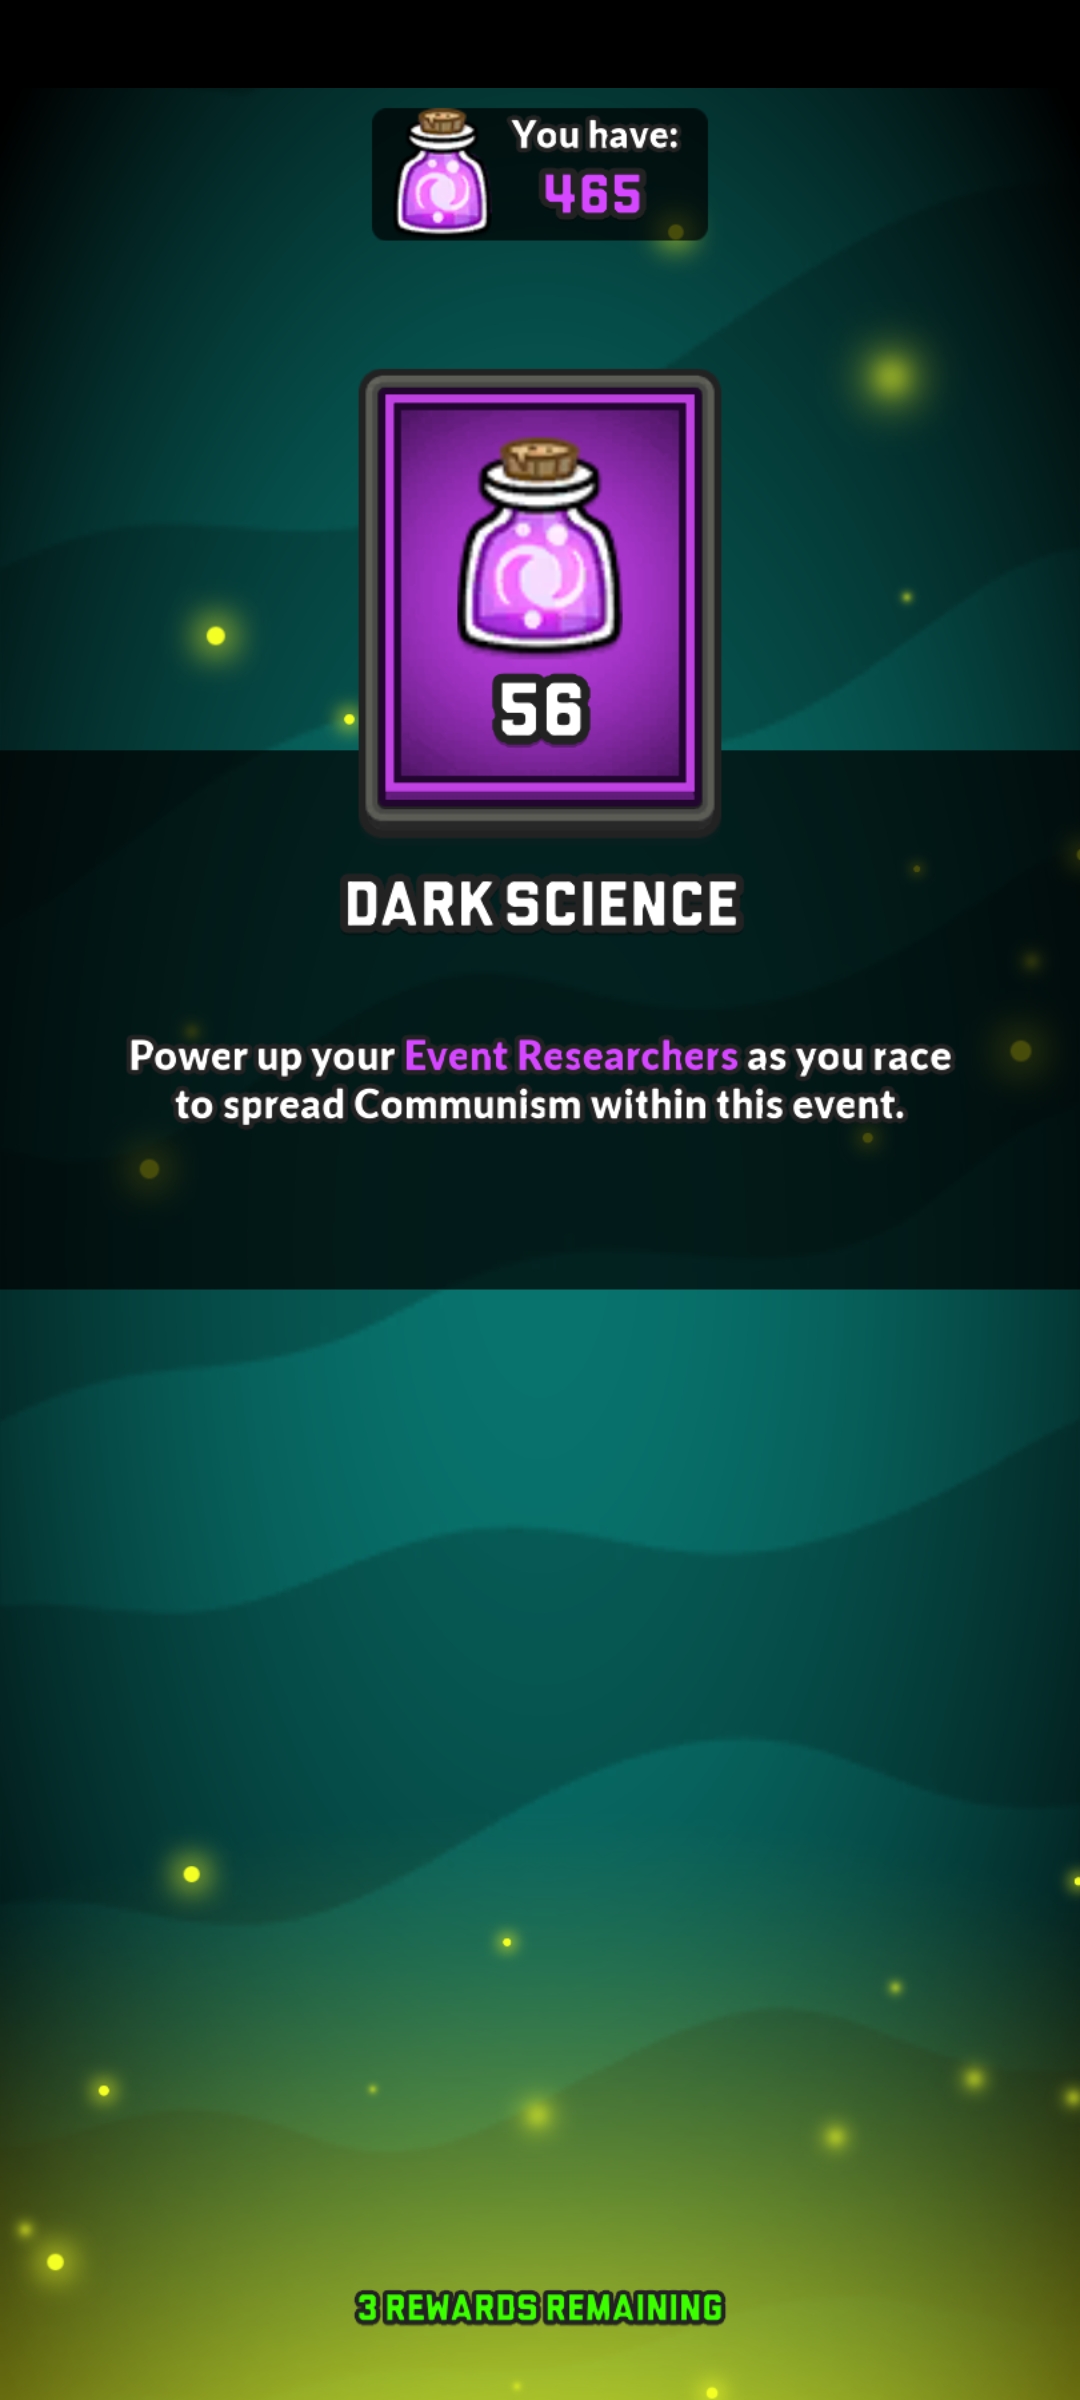 You have:
465
56
DARK SCIENCE
Power up your Event Researchers as you race
to spread Communism within this event.
3 REWARDS REMAINING